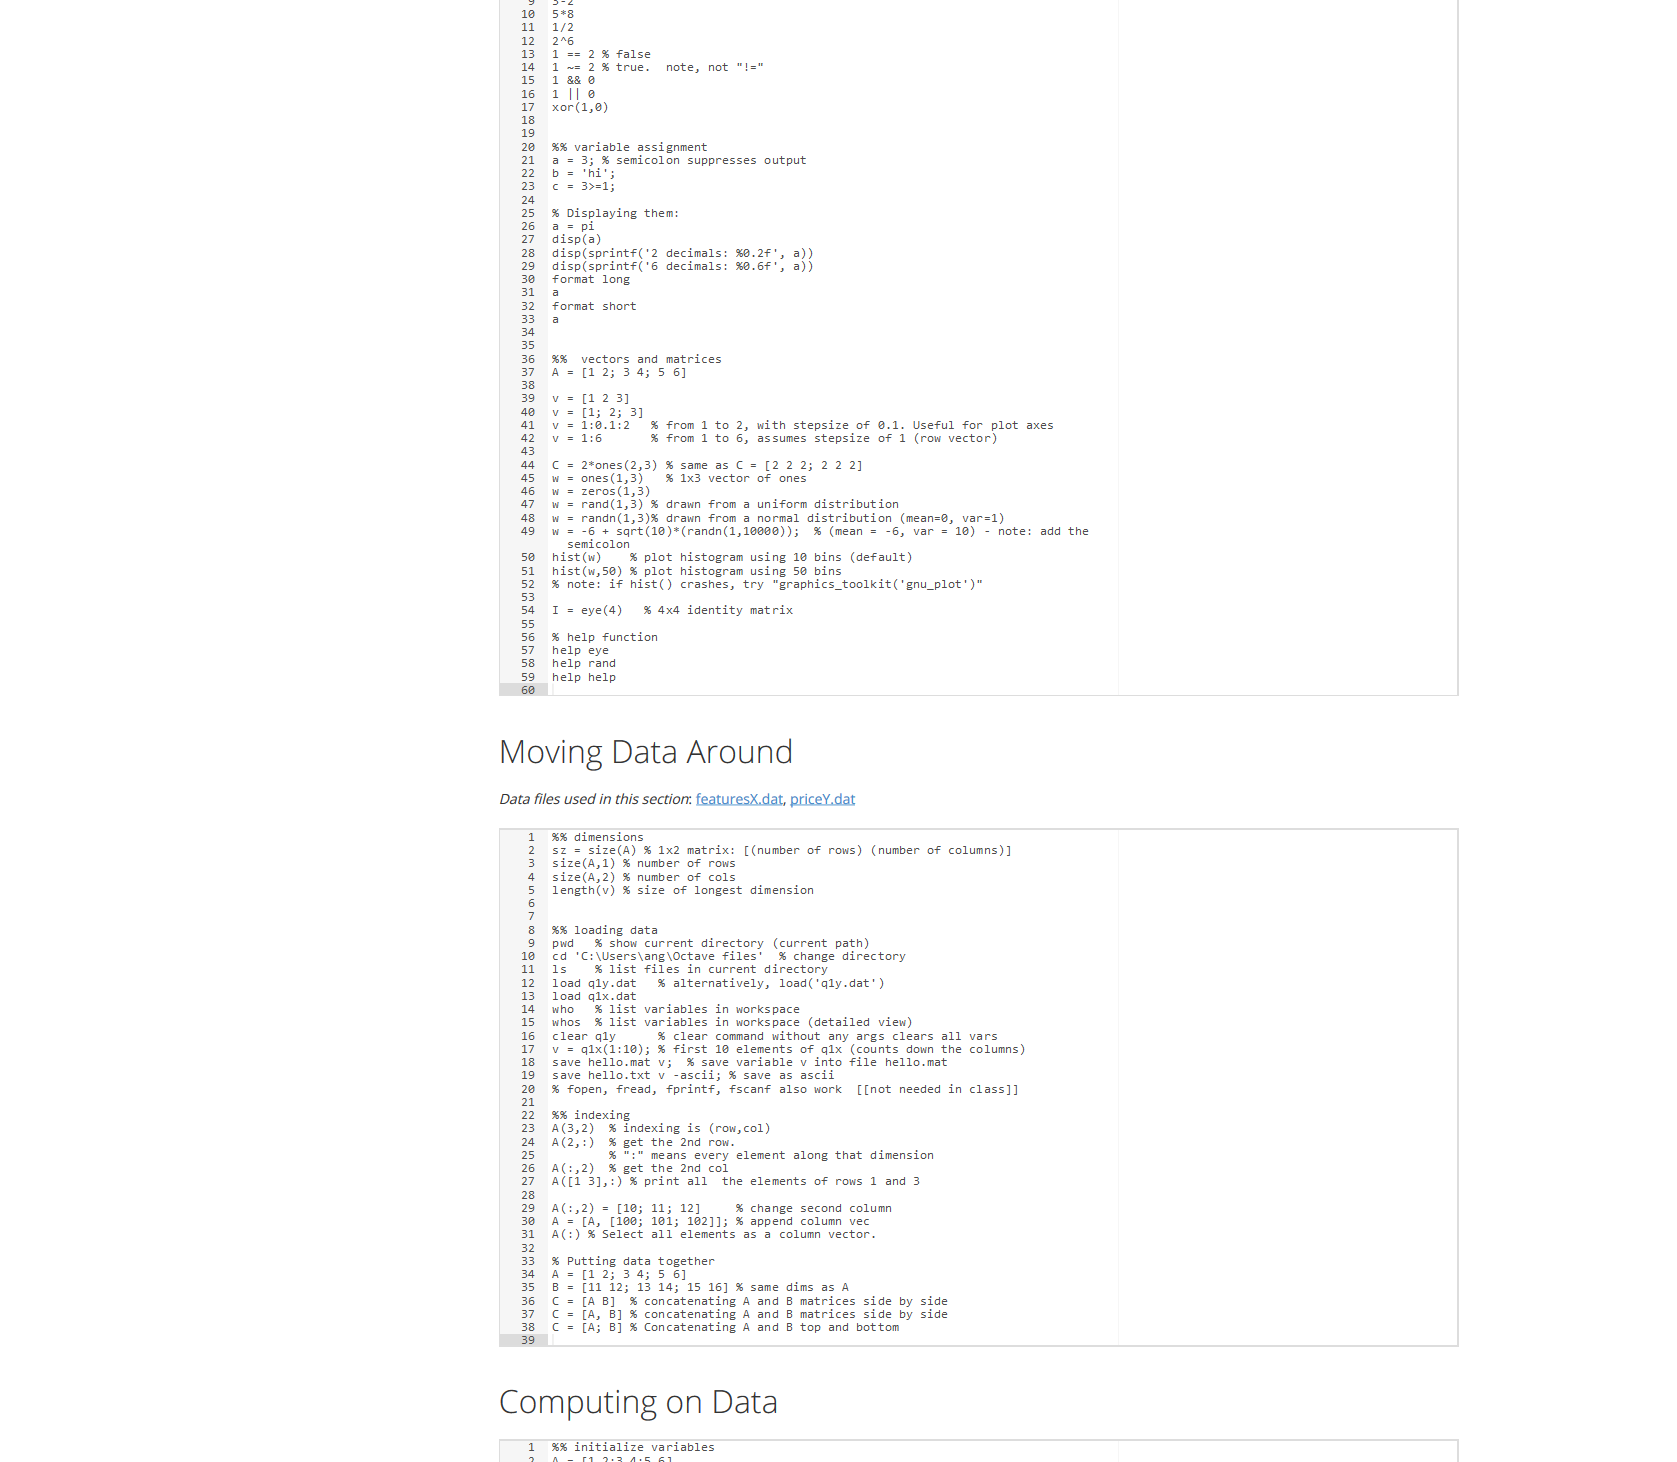 9 3-2
10 5*8
11 1/2
12 2^6
13 1 == 2 % false
14 1 ~= 2 % true.  note, not "!="
15 1 && 0
16 1 || 0
17 xor(1,0)
18
19
20 %% variable assignment
21 a = 3; % semicolon suppresses output
22 b = 'hi';
23 c = 3>=1;
24
25 % Displaying them:
26 a = pi
27 disp(a)
28 disp(sprintf('2 decimals: %0.2f', a))
29 disp(sprintf('6 decimals: %0.6f', a))
30 format long
31 a
32 format short
33 a
34
35
36 %%  vectors and matrices
37 A = [1 2; 3 4; 5 6]
38
39 v = [1 2 3]
40 v = [1; 2; 3]
41 v = 1:0.1:2   % from 1 to 2, with stepsize of 0.1. Useful for plot axes
42 v = 1:6       % from 1 to 6, assumes stepsize of 1 (row vector)
43
44 C = 2*ones(2,3) % same as C = [2 2 2; 2 2 2]
45 w = ones(1,3)   % 1x3 vector of ones
46 w = zeros(1,3)
47 w = rand(1,3) % drawn from a uniform distribution
48 w = randn(1,3)% drawn from a normal distribution (mean=0, var=1)
49 w = -6 + sqrt(10)*(randn(1,10000));  % (mean = -6, var = 10) - note: add the
semicolon
50 hist(w)    % plot histogram using 10 bins (default)
51 hist(w,50) % plot histogram using 50 bins
52 % note: if hist() crashes, try "graphics_toolkit('gnu_plot')"
53
54 I = eye(4)   % 4x4 identity matrix
55
56 % help function
57 help eye
58 help rand
59 help help
60
Moving Data Around
Data files used in this section: featuresX.dat, priceY.dat
1 %% dimensions
2 sz = size(A) % 1x2 matrix: [(number of rows) (number of columns)]
3 size(A,1) % number of rows
4 size(A,2) % number of cols
5 length(v) % size of longest dimension
6
7
8 %% loading data
9 pwd   % show current directory (current path)
10 cd 'C:\Users\ang\Octave files'  % change directory
11 ls    % list files in current directory
12 load q1y.dat   % alternatively, load('q1y.dat')
13 load q1x.dat
14 who   % list variables in workspace
15 whos  % list variables in workspace (detailed view)
16 clear q1y      % clear command without any args clears all vars
17 v = q1x(1:10); % first 10 elements of q1x (counts down the columns)
18 save hello.mat v;  % save variable v into file hello.mat
19 save hello.txt v -ascii; % save as ascii
20 % fopen, fread, fprintf, fscanf also work  [[not needed in class]]
21
22 %% indexing
23 A(3,2)  % indexing is (row,col)
24 A(2,:)  % get the 2nd row.
25         % ":" means every element along that dimension
26 A(:,2)  % get the 2nd col
27 A([1 3],:) % print all  the elements of rows 1 and 3
28
29 A(:,2) = [10; 11; 12]     % change second column
30 A = [A, [100; 101; 102]]; % append column vec
31 A(:) % Select all elements as a column vector.
32
33 % Putting data together
34 A = [1 2; 3 4; 5 6]
35 B = [11 12; 13 14; 15 16] % same dims as A
36 C = [A B]  % concatenating A and B matrices side by side
37 C = [A, B] % concatenating A and B matrices side by side
38 C = [A; B] % Concatenating A and B top and bottom
39
Computing on Data
1 %% initialize variables
2 A = [1 2;3 4;5 6]